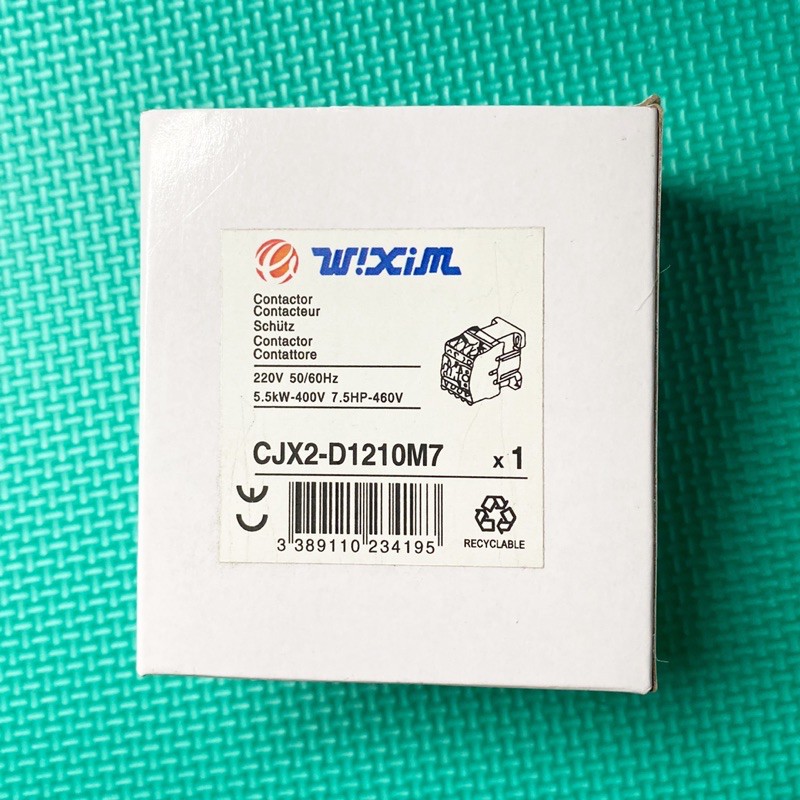 WIXIM
Contactor
Contacteur
Schütz
Contactor
Contattore
220V 50/60Hz
5.5kW-400V 7.5HP-460V
CJX2-D1210M7 x 1
CE
3 389110 234195
RECYCLABLE